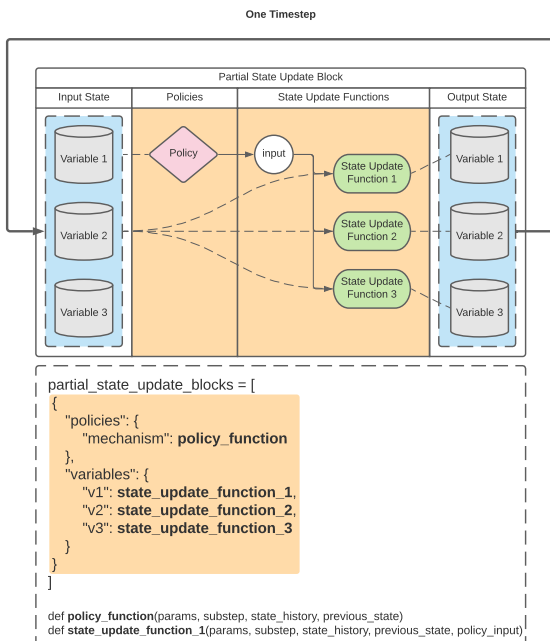 One Timestep
Partial State Update Block
Input State
Policies
State Update Functions
Output State
Variable 1
Policy
input
State Update
Function 1
Variable 1
Variable 2
State Update
Function 2
Variable 2
Variable 3
State Update
Function 3
Variable 3
partial_state_update_blocks = [
{
"policies": {
"mechanism": policy_function
},
"variables": {
"v1": state_update_function_1,
"v2": state_update_function_2,
"v3": state_update_function_3
}
}
]
def policy_function(params, substep, state_history, previous_state)
def state_update_function_1(params, substep, state_history, previous_state, policy_input)